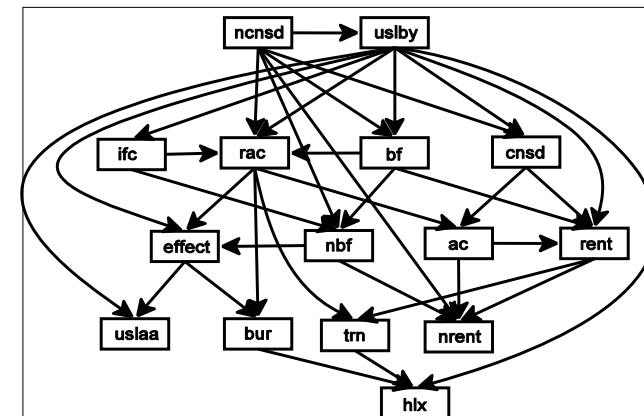 ncnsd uslby
ifc rac bf cnsd
effect nbf ac rent
uslaa bur trn nrent
hlx